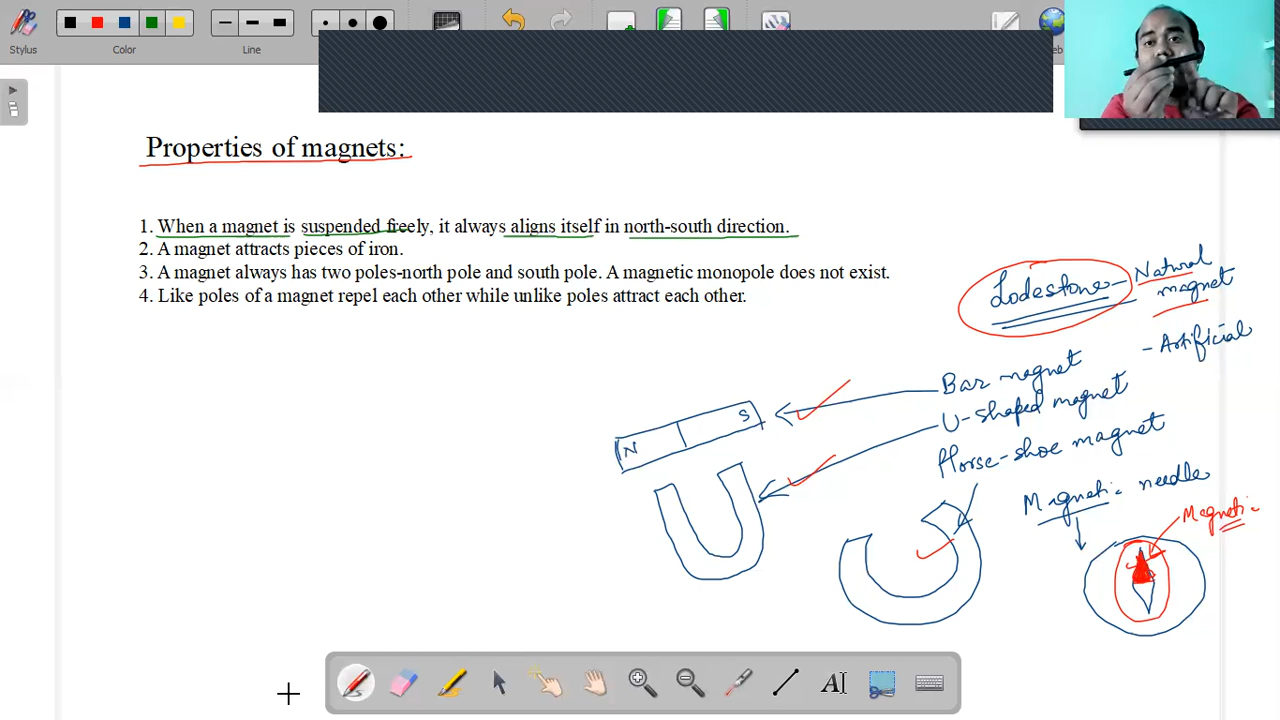 Stylus
Color
Line
Properties of magnets:
1. When a magnet is suspended freely, it always aligns itself in north-south direction.
2. A magnet attracts pieces of iron.
3. A magnet always has two poles-north pole and south pole. A magnetic monopole does not exist.
4. Like poles of a magnet repel each other while unlike poles attract each other.
Lodestone - Natural
magnet
- Artificial
Bar magnet
U-shaped magnet
Horse-shoe magnet
Magnetic needle
Magnetic
N S